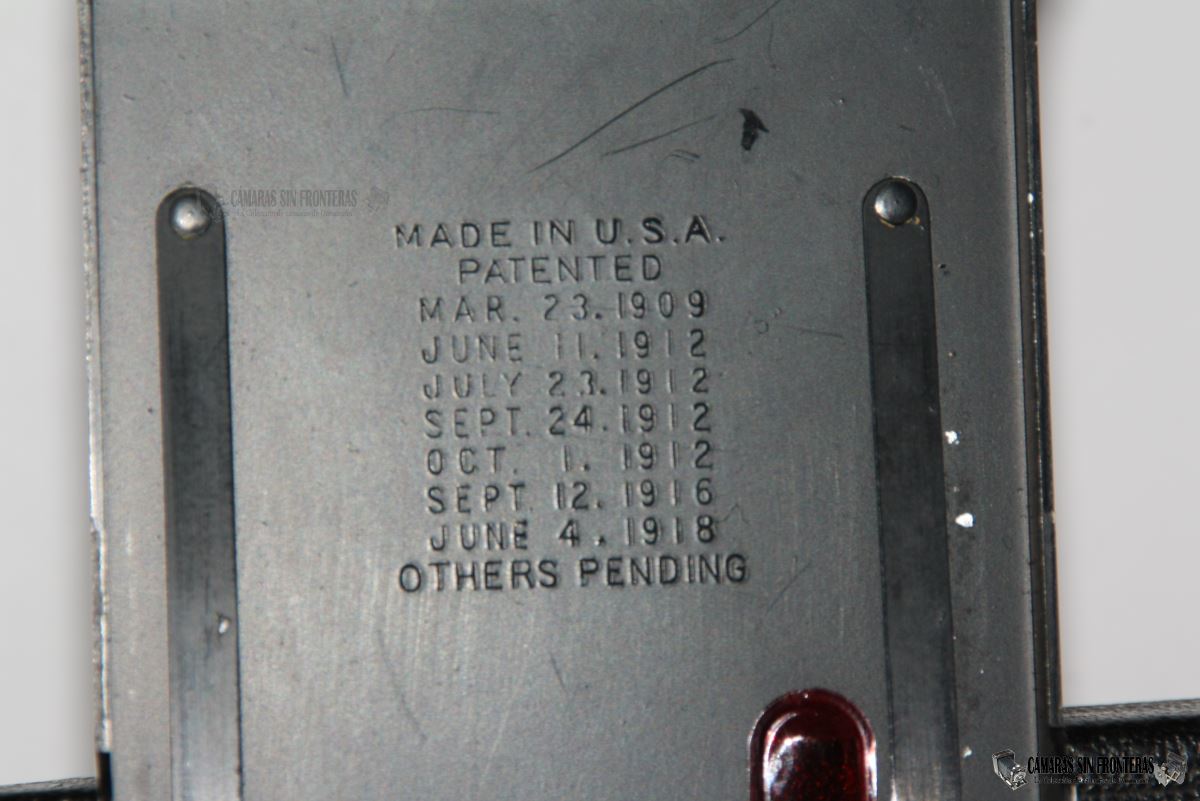 CÁMARAS SIN FRONTERAS
MADE IN U.S.A.
PATENTED
MAR. 23. 1909
JUNE 11. 1912
JULY 23. 1912
SEPT. 24. 1912
OCT. 1. 1912
SEPT. 12. 1916
JUNE 4. 1918
OTHERS PENDING
CÁMARAS SIN FRONTERAS